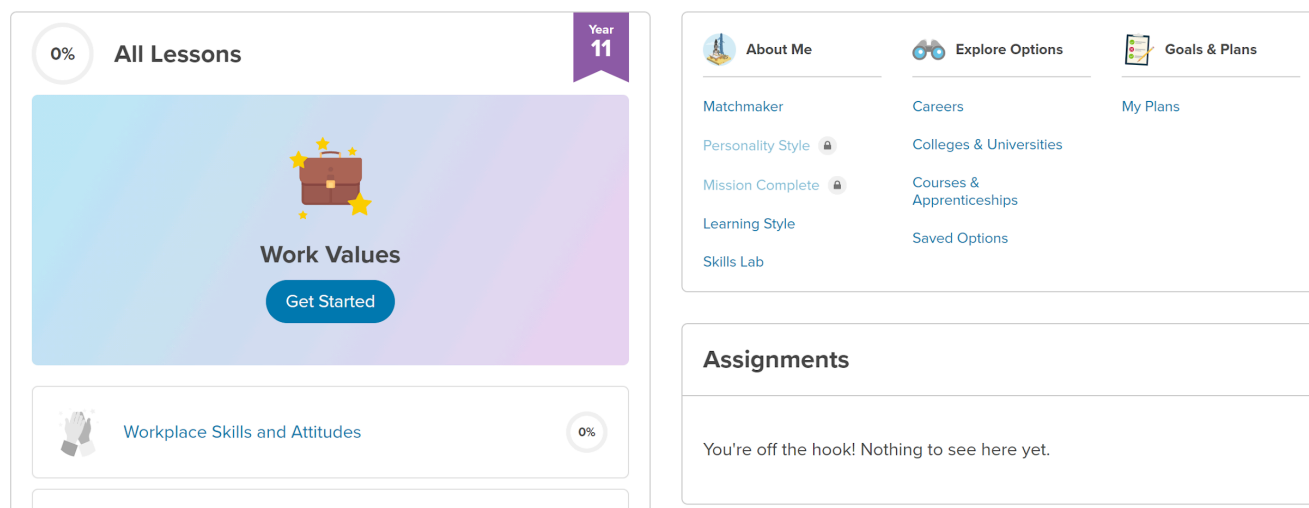 0%
All Lessons
Year
11
Work Values
Get Started
Workplace Skills and Attitudes
0%
About Me
Matchmaker
Personality Style
Mission Complete
Learning Style
Skills Lab
Explore Options
Careers
Colleges & Universities
Courses &
Apprenticeships
Saved Options
Goals & Plans
My Plans
Assignments
You're off the hook! Nothing to see here yet.